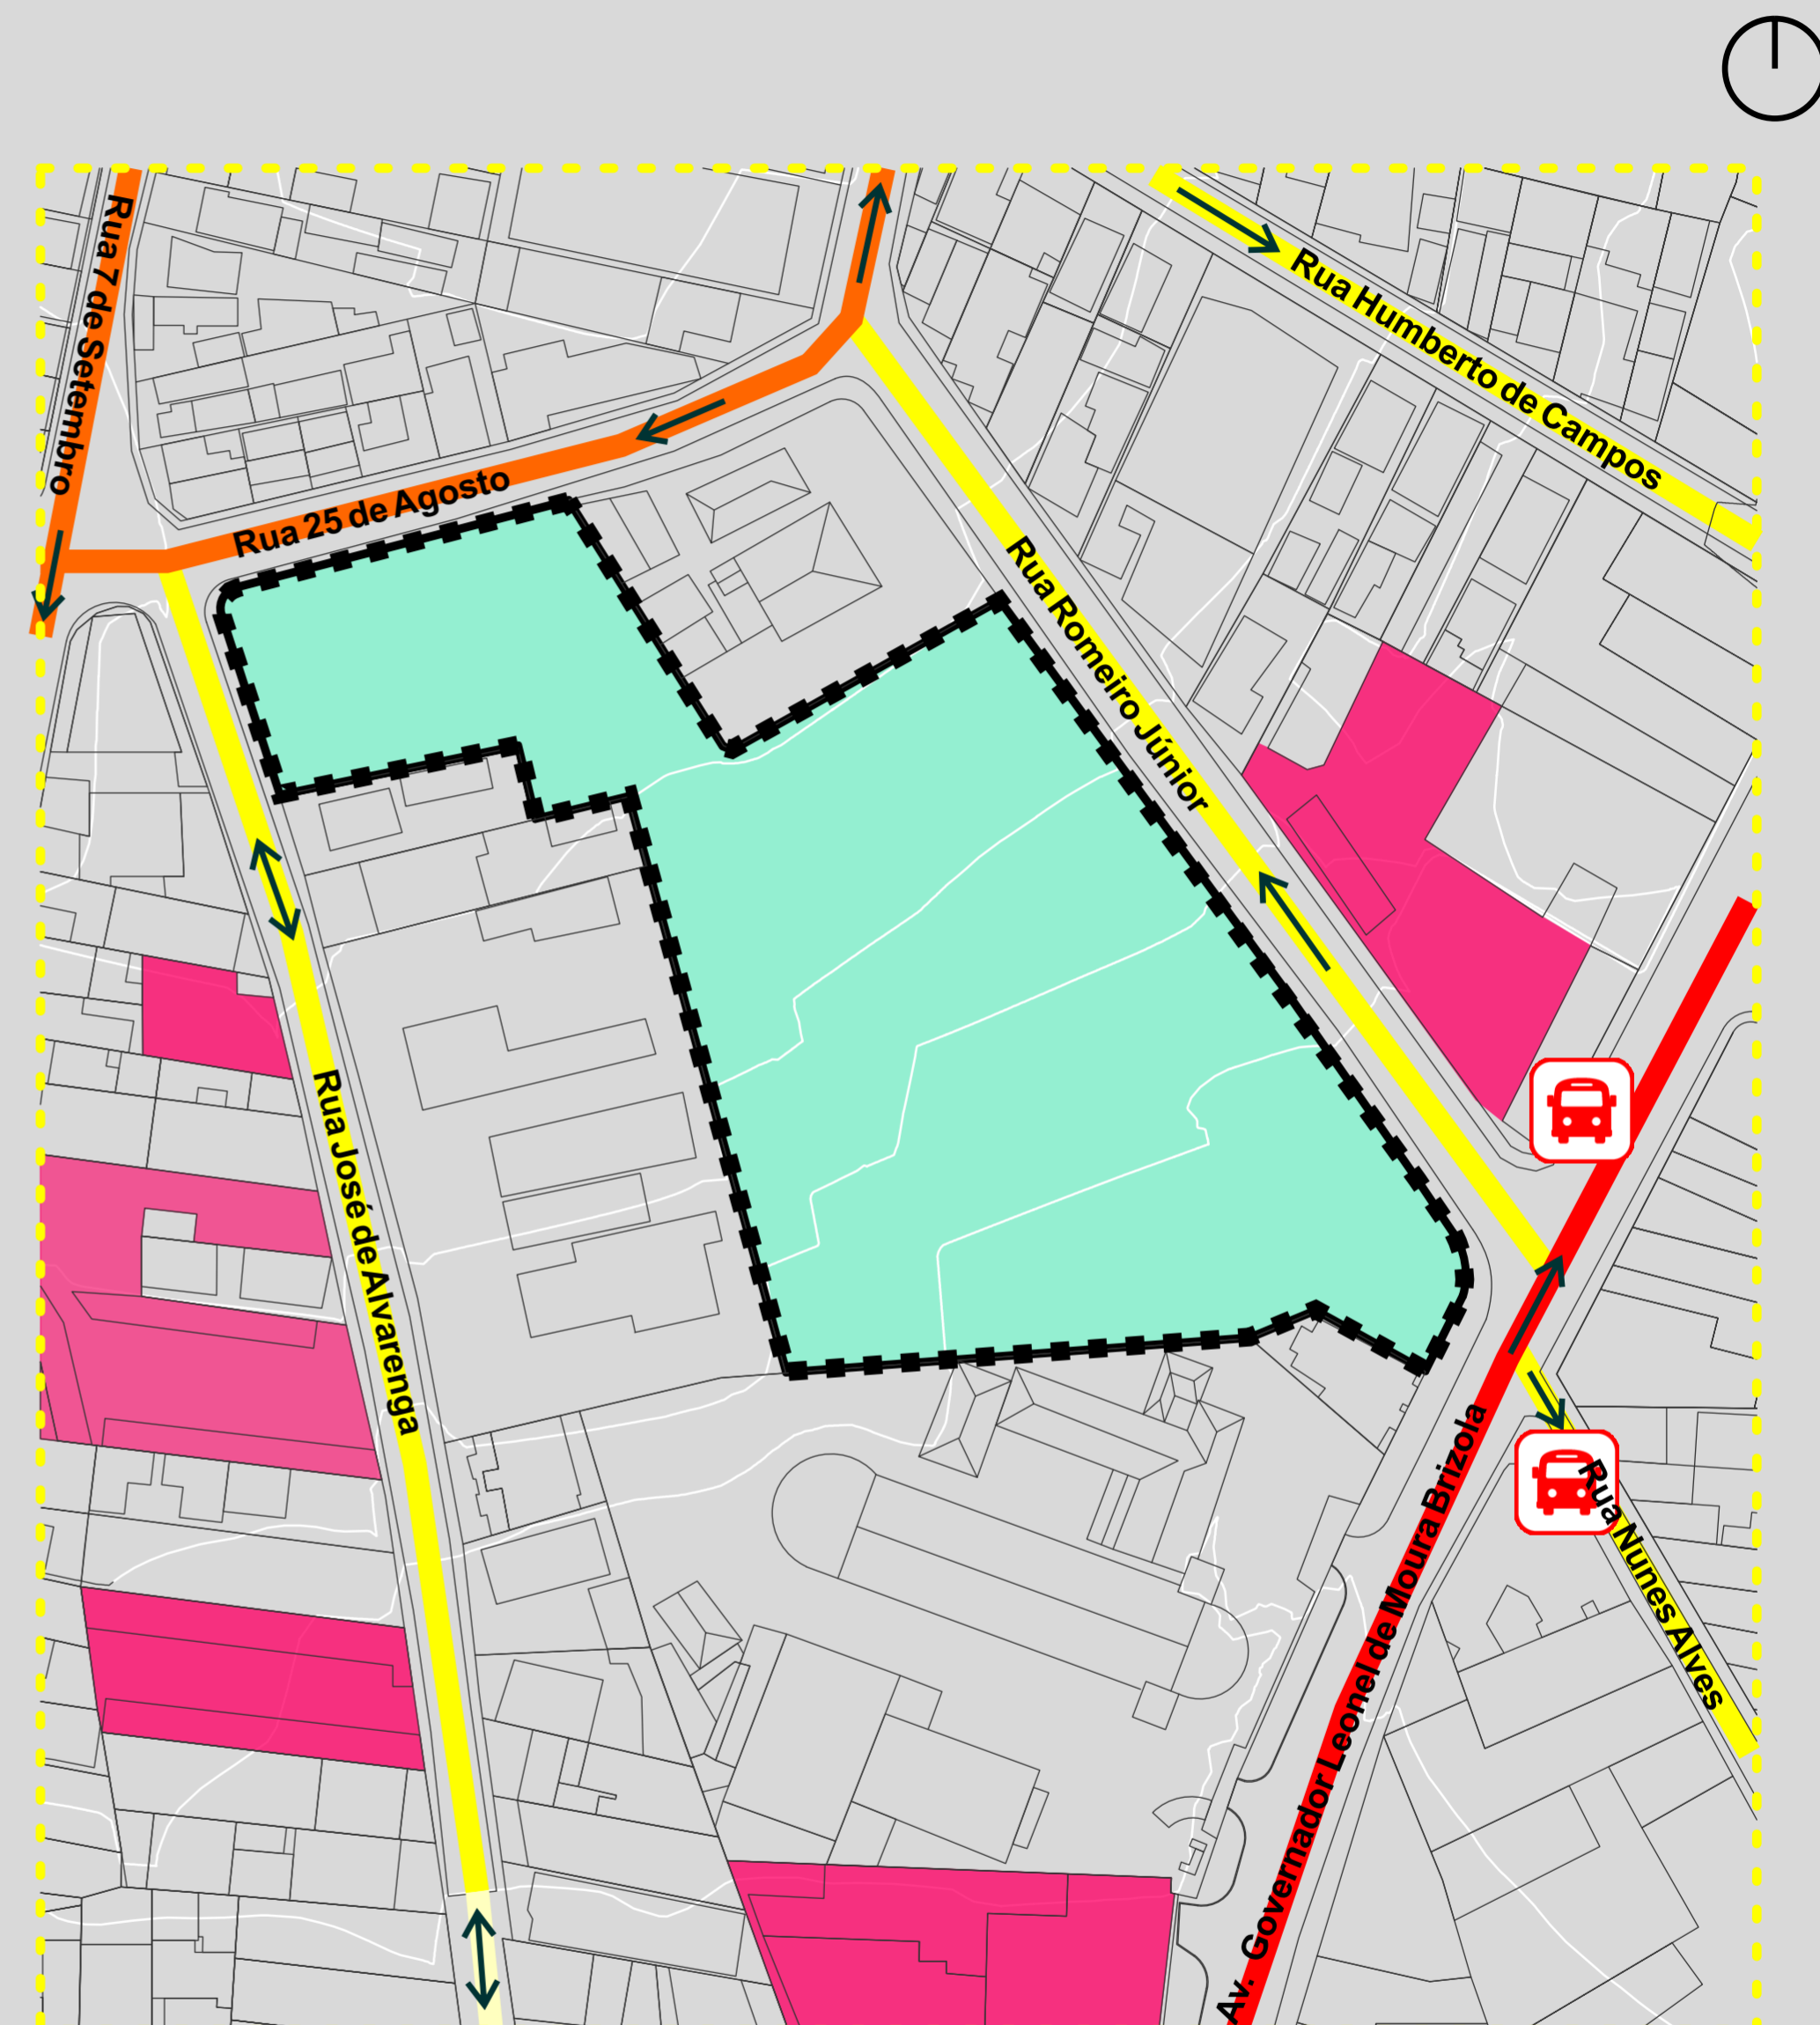 Rua 7 de Setembro
Rua Humberto de Campos
Rua 25 de Agosto
Rua Romeiro Júnior
Rua José de Alvarenga
Av. Governador Leonel de Moura Brizola
Rua Nunes Alves